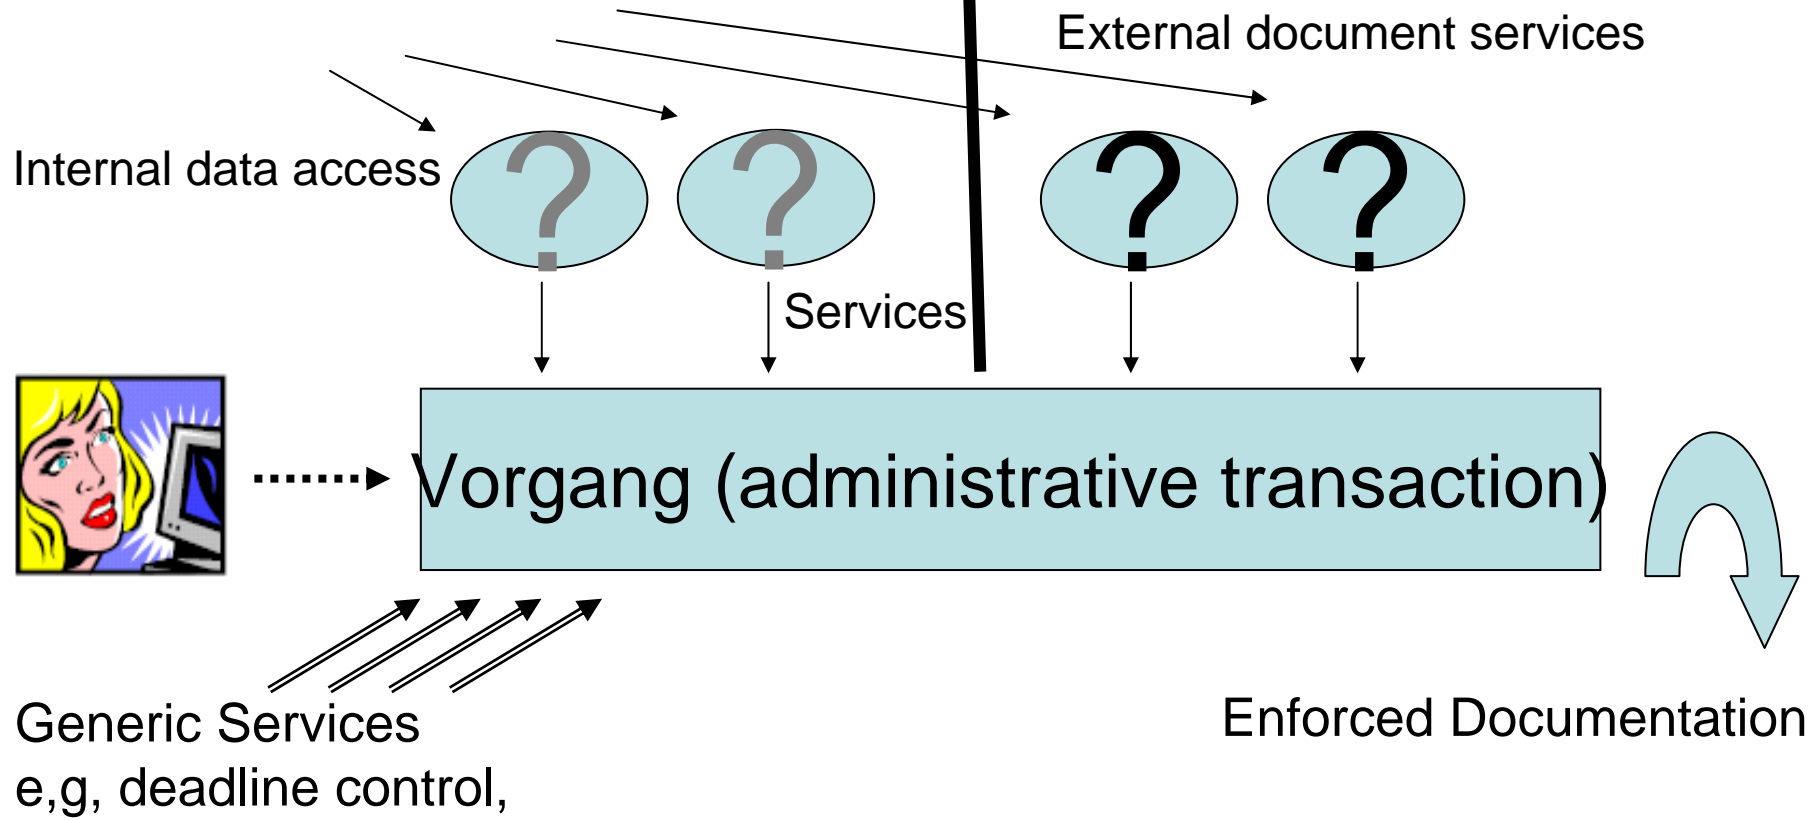 External document services
Internal data access
? ? ? ?
Services
Vorgang (administrative transaction)
Generic Services
e,g, deadline control,
Enforced Documentation